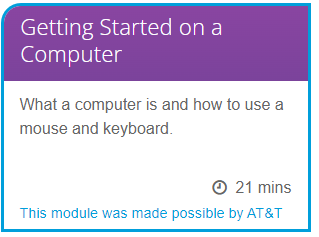 Getting Started on a
Computer
What a computer is and how to use a
mouse and keyboard.
21 mins
This module was made possible by AT&T